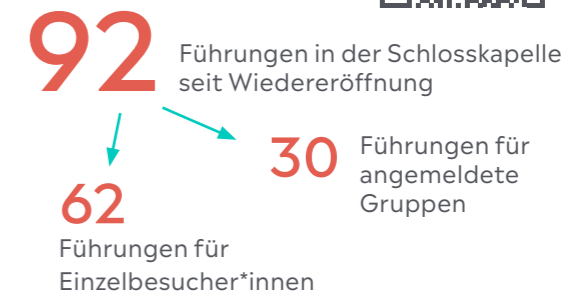 92
Führungen in der Schlosskapelle
seit Wiedereröffnung
30
Führungen für
angemeldete
Gruppen
62
Führungen für
Einzelbesucher*innen